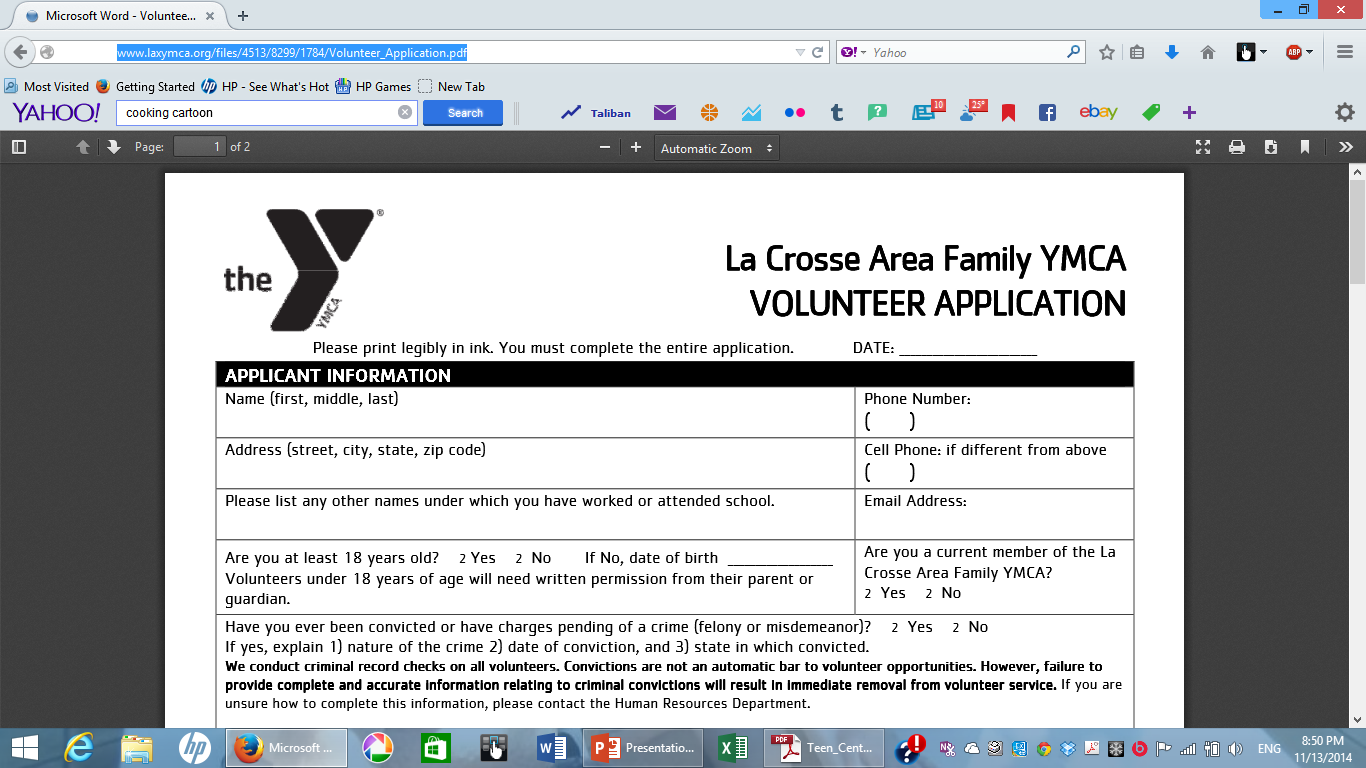 Microsoft Word - Voluntee...
www.laxymca.org/files/4513/8299/1784/Volunteer_Application.pdf
Yahoo
ABP
Most Visited
Getting Started
HP - See What's Hot
HP Games
New Tab
YAHOO!
cooking cartoon
Search
Taliban
10
25°
ebay
Page:
1
of 2
Automatic Zoom
the
YMCA
®
La Crosse Area Family YMCA
VOLUNTEER APPLICATION
Please print legibly in ink. You must complete the entire application. DATE: ____________________
APPLICANT INFORMATION
Name (first, middle, last)
Phone Number:
( )
Address (street, city, state, zip code)
Cell Phone: if different from above
( )
Please list any other names under which you have worked or attended school.
Email Address:
Are you at least 18 years old? 2 Yes 2 No If No, date of birth _______________
Volunteers under 18 years of age will need written permission from their parent or
guardian.
Are you a current member of the La
Crosse Area Family YMCA?
2 Yes 2 No
Have you ever been convicted or have charges pending of a crime (felony or misdemeanor)? 2 Yes 2 No
If yes, explain 1) nature of the crime 2) date of conviction, and 3) state in which convicted.
We conduct criminal record checks on all volunteers. Convictions are not an automatic bar to volunteer opportunities. However, failure to
provide complete and accurate information relating to criminal convictions will result in immediate removal from volunteer service. If you are
unsure how to complete this information, please contact the Human Resources Department.
Microsoft ...
Presentatio...
Teen_Cent...
ENG
8:50 PM
11/13/2014